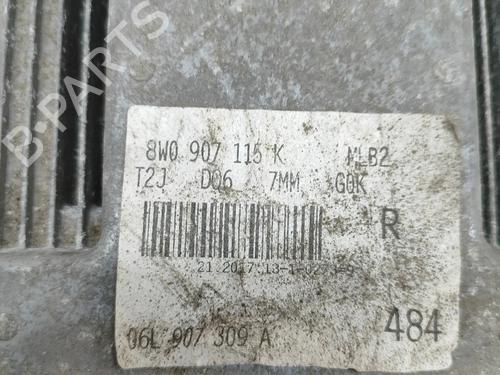 B-PARTS
8W0 907 115 K MLB2
T2J D06 7MM G0K
R
06L 907 309 A
484